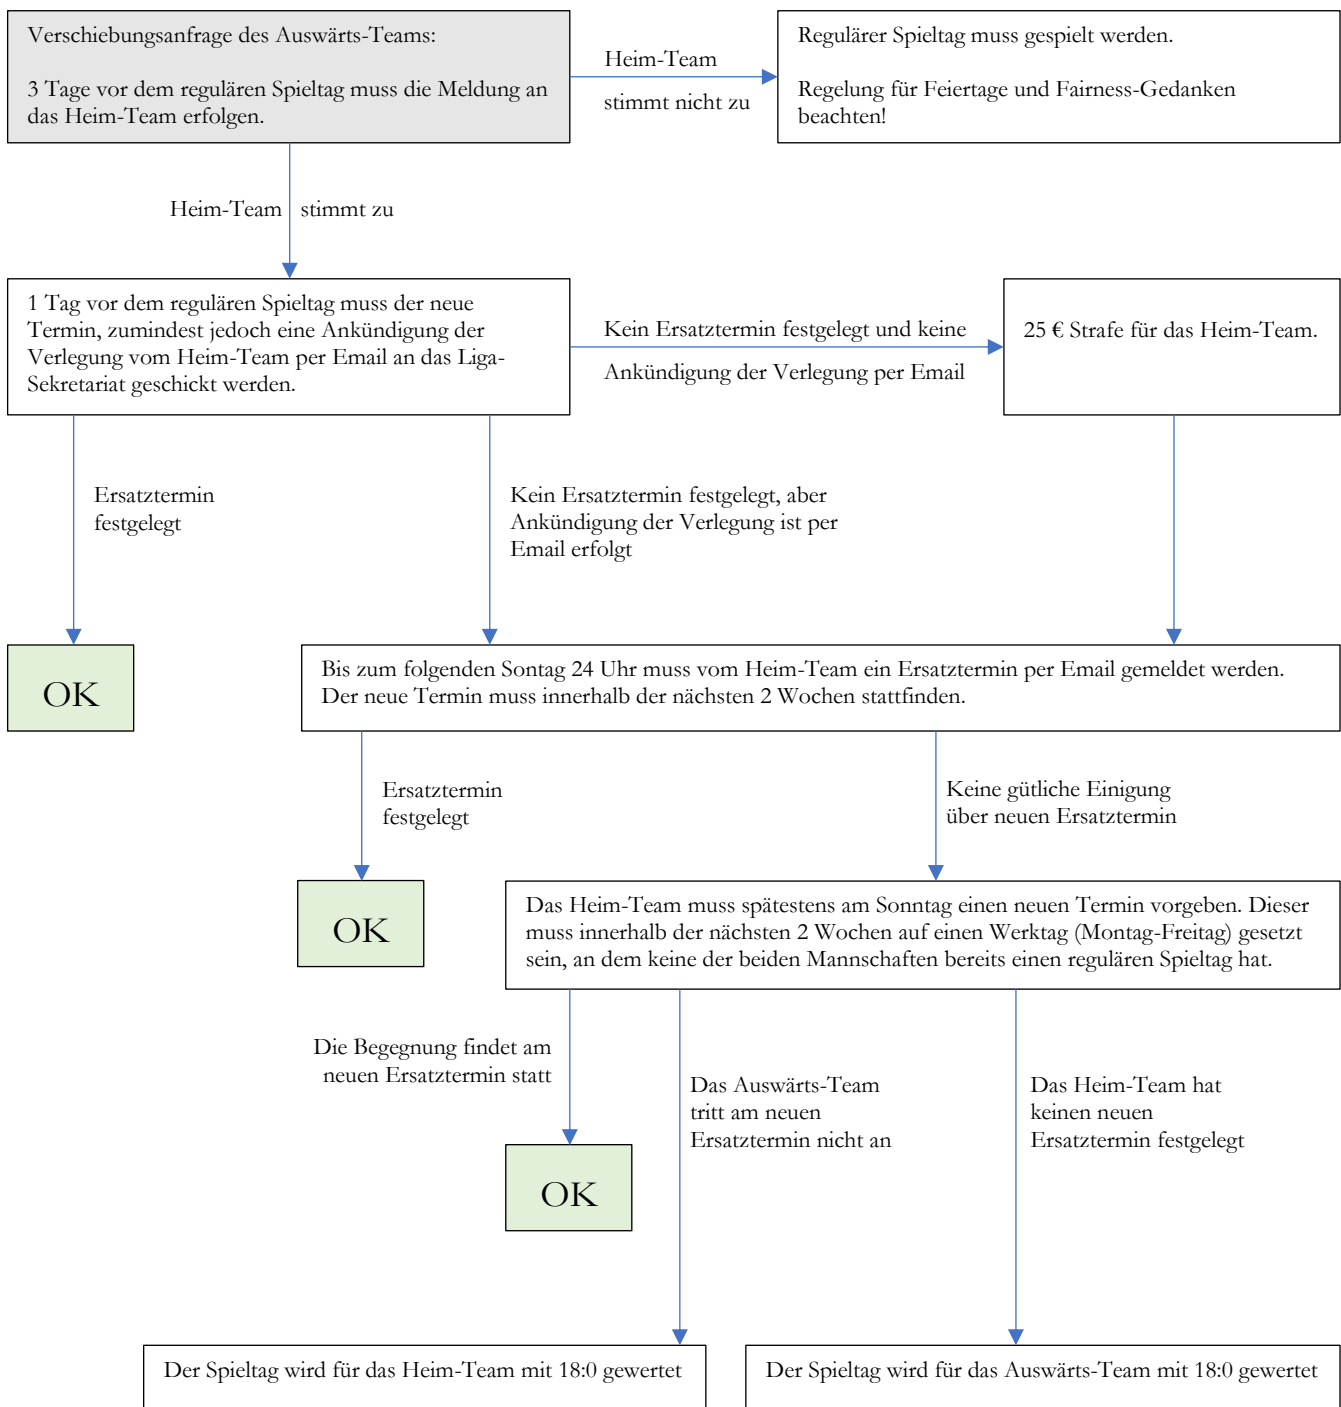 Verschiebungsanfrage des Auswärts-Teams:
3 Tage vor dem regulären Spieltag muss die Meldung an
das Heim-Team erfolgen.
Heim-Team
stimmt nicht zu
Regulärer Spieltag muss gespielt werden.
Regelung für Feiertage und Fairness-Gedanken
beachten!
Heim-Team stimmt zu
1 Tag vor dem regulären Spieltag muss der neue
Termin, zumindest jedoch eine Ankündigung der
Verlegung vom Heim-Team per Email an das Liga-
Sekretariat geschickt werden.
Kein Ersatztermin festgelegt und keine
Ankündigung der Verlegung per Email
25 € Strafe für das Heim-Team.
Ersatztermin
festgelegt
Kein Ersatztermin festgelegt, aber
Ankündigung der Verlegung ist per
Email erfolgt
OK
Bis zum folgenden Sontag 24 Uhr muss vom Heim-Team ein Ersatztermin per Email gemeldet werden.
Der neue Termin muss innerhalb der nächsten 2 Wochen stattfinden.
Ersatztermin
festgelegt
Keine gütliche Einigung
über neuen Ersatztermin
OK
Das Heim-Team muss spätestens am Sonntag einen neuen Termin vorgeben. Dieser
muss innerhalb der nächsten 2 Wochen auf einen Werktag (Montag-Freitag) gesetzt
sein, an dem keine der beiden Mannschaften bereits einen regulären Spieltag hat.
Die Begegnung findet am
neuen Ersatztermin statt
Das Auswärts-Team
tritt am neuen
Ersatztermin nicht an
Das Heim-Team hat
keinen neuen
Ersatztermin festgelegt
OK
Der Spieltag wird für das Heim-Team mit 18:0 gewertet
Der Spieltag wird für das Auswärts-Team mit 18:0 gewertet